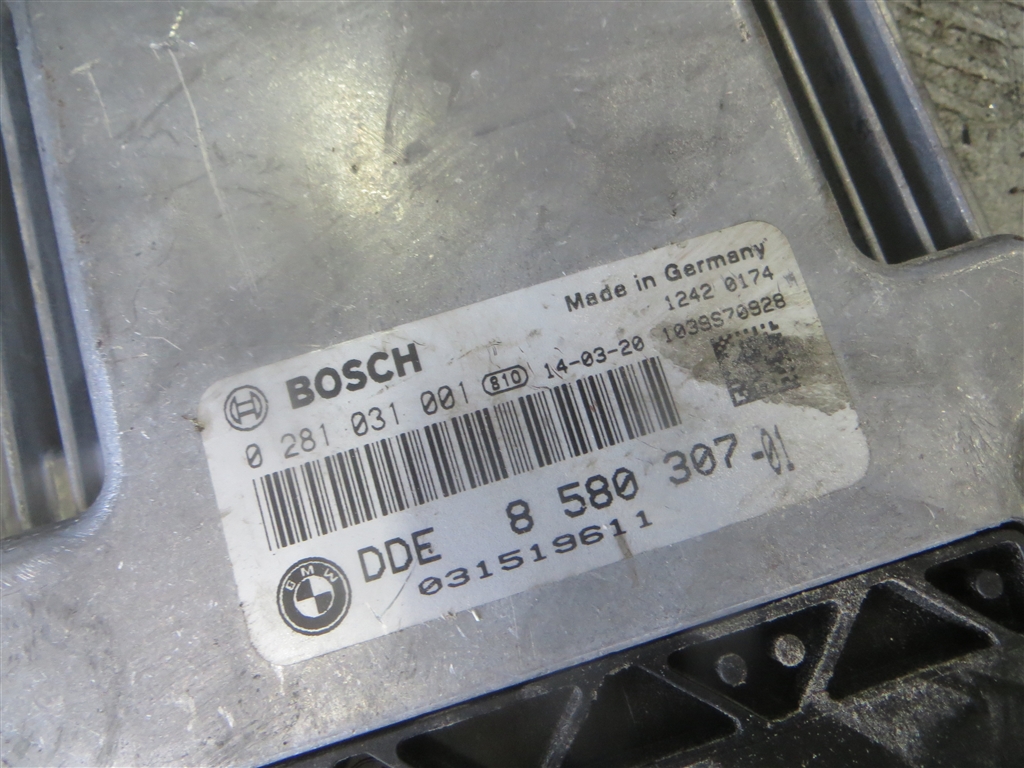 Made in Germany
1242 0174
1039S70928
BOSCH
0 281 031 001 810 14-03-20
DDE 8 580 307-01
031519611
BMW